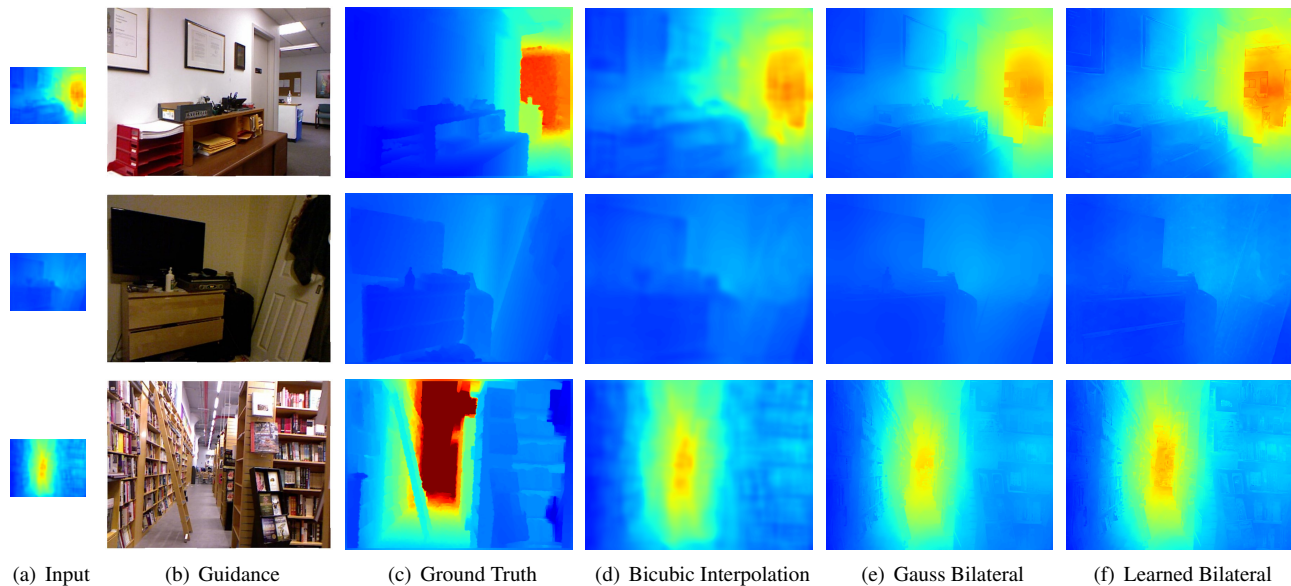 (a) Input (b) Guidance (c) Ground Truth (d) Bicubic Interpolation (e) Gauss Bilateral (f) Learned Bilateral